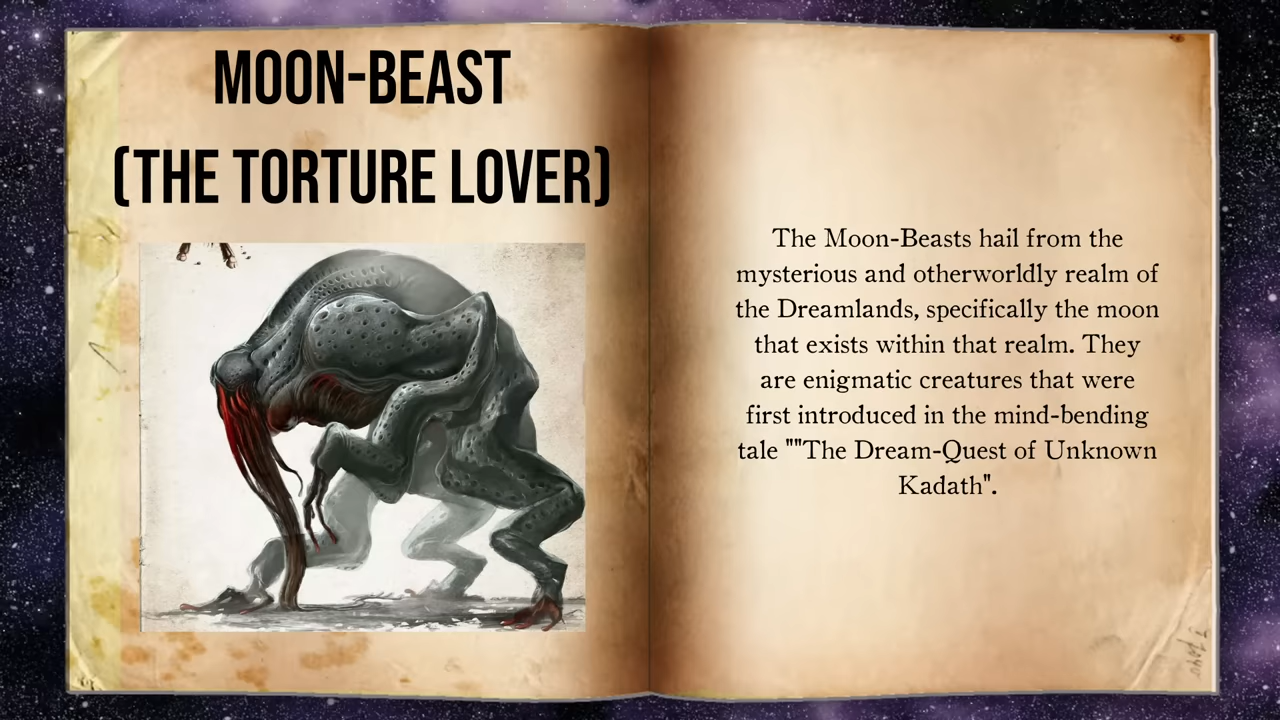 MOON-BEAST
(THE TORTURE LOVER)
The Moon-Beasts hail from the
mysterious and otherworldly realm of
the Dreamlands, specifically the moon
that exists within that realm. They
are enigmatic creatures that were
first introduced in the mind-bending
tale ""The Dream-Quest of Unknown
Kadath".